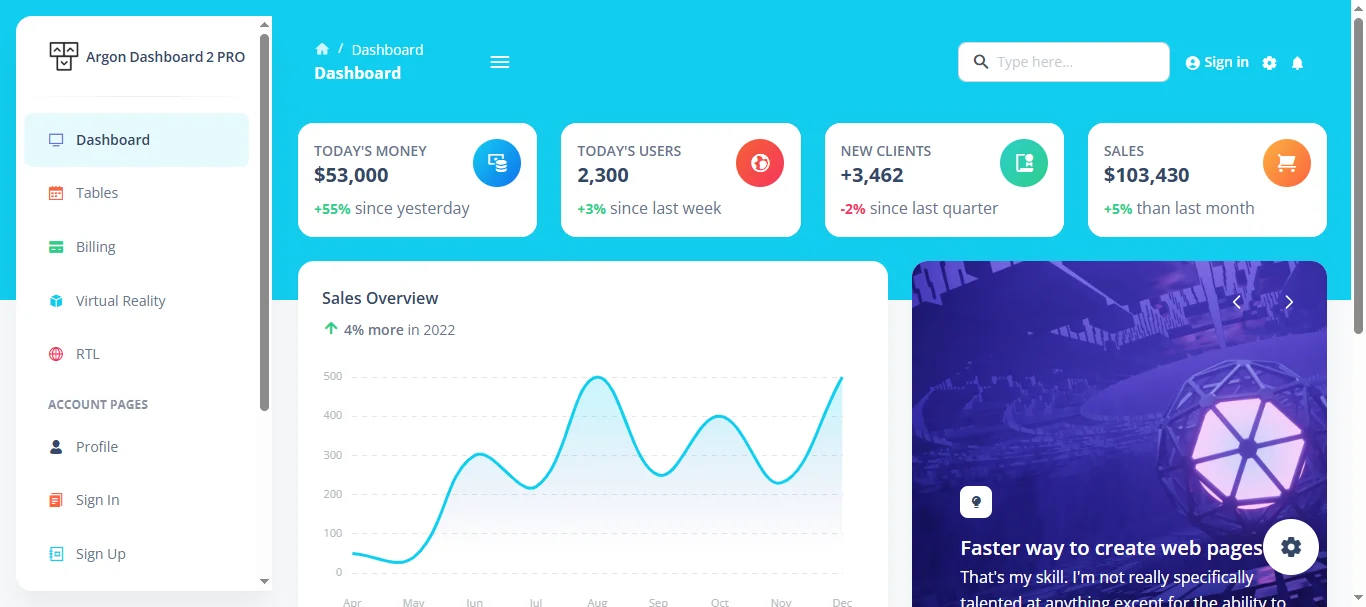 Argon Dashboard 2 PRO
Dashboard
Tables
Billing
Virtual Reality
RTL
ACCOUNT PAGES
Profile
Sign In
Sign Up
/ Dashboard
Dashboard
Type here...
Sign in
TODAY'S MONEY
$53,000
+55% since yesterday
TODAY'S USERS
2,300
+3% since last week
NEW CLIENTS
+3,462
-2% since last quarter
SALES
$103,430
+5% than last month
Sales Overview
4% more in 2022
500
400
300
200
100
0
Apr May Jun Jul Aug Sep Oct Nov Dec
Faster way to create web pages
That's my skill. I'm not really specifically
talented at anything except for the ability to